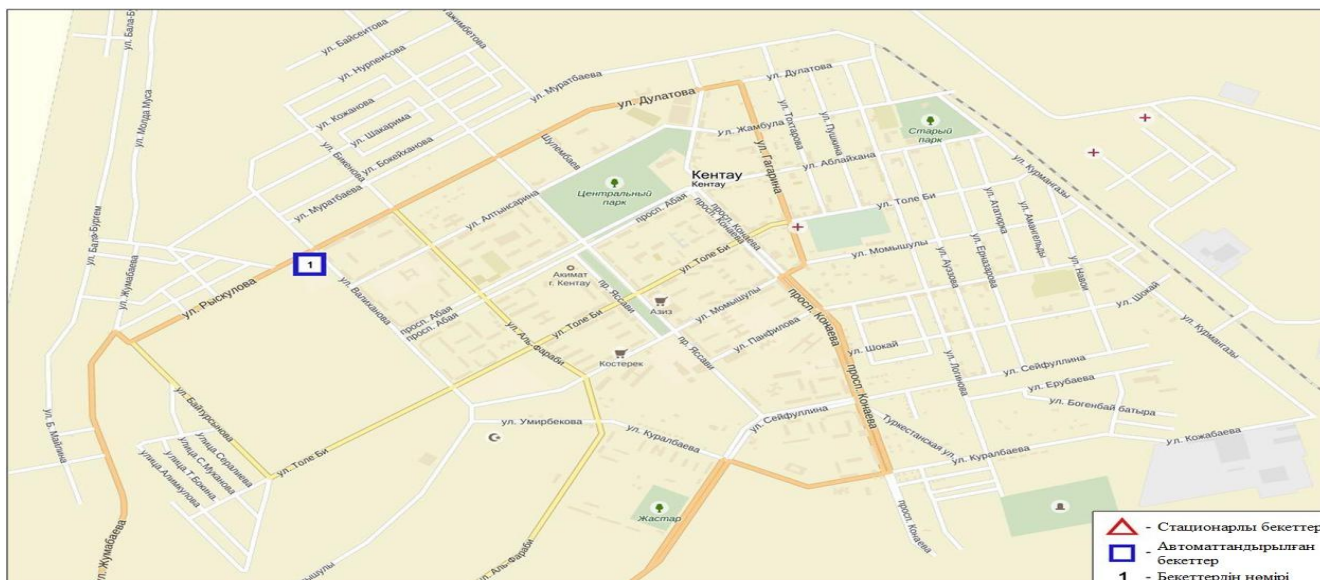 ул. Бала-Бургем
ул. Молда Муса
ул. Байсеитова
ул. Нурпеисова
ул. Кожанова
ул. Шакарима
ул. Бокейханова
ул. Бикенова
ул. Муратбаева
ул. Муратбаева
ул. Дулатова
ул. Дулатова
Шулембаев
ул. Жамбула
ул. Тохтарова
ул. Пушкина
Старый
парк
ул. Гагарина
ул. Аблайхана
ул. Курмангазы
Кентау
Кентау
Центральный
парк
ул. Алтынсарина
просп. Абая
просп. Конаева
просп. Конаева
ул. Толе Би
ул. Толе Би
ул. Момышулы
ул. Ауэзова
ул. Ерназарова
ул. Амангельды
ул. Навои
ул. Бала-Бургем
ул. Жумабаева
1
ул. Рыскулова
ул. Валиханова
просп. Абая
просп. Абая
Акимат
г. Кентау
пр. Яссави
Азиз
ул. Толе Би
ул. Момышулы
ул. Аль-Фараби
Костерек
пр. Яссави
ул. Панфилова
просп. Конаева
ул. Шокай
ул. Шокай
ул. Курмангазы
ул. Сейфуллина
ул. Ерубаева
ул. Богенбай батыра
ул. Логинова
просп. Конаева
ул. Б. Майлина
ул. Байтурсынова
улица Сералиева
улица С.Муканова
улица.Т.Бокина.
улица.Алимкулова
ул. Толе Би
ул. Умирбекова
ул. Куралбаева
ул. Сейфуллина
Туркестанская ул.
ул. Куралбаева
ул. Кожабаева
Жастар
просп. Конаева
ул. Жумабаева
ул. Аль-Фараби
- Стационарлы бекеттер
- Автоматтандырылған
бекеттер
1 - Бекеттердің нөмірі